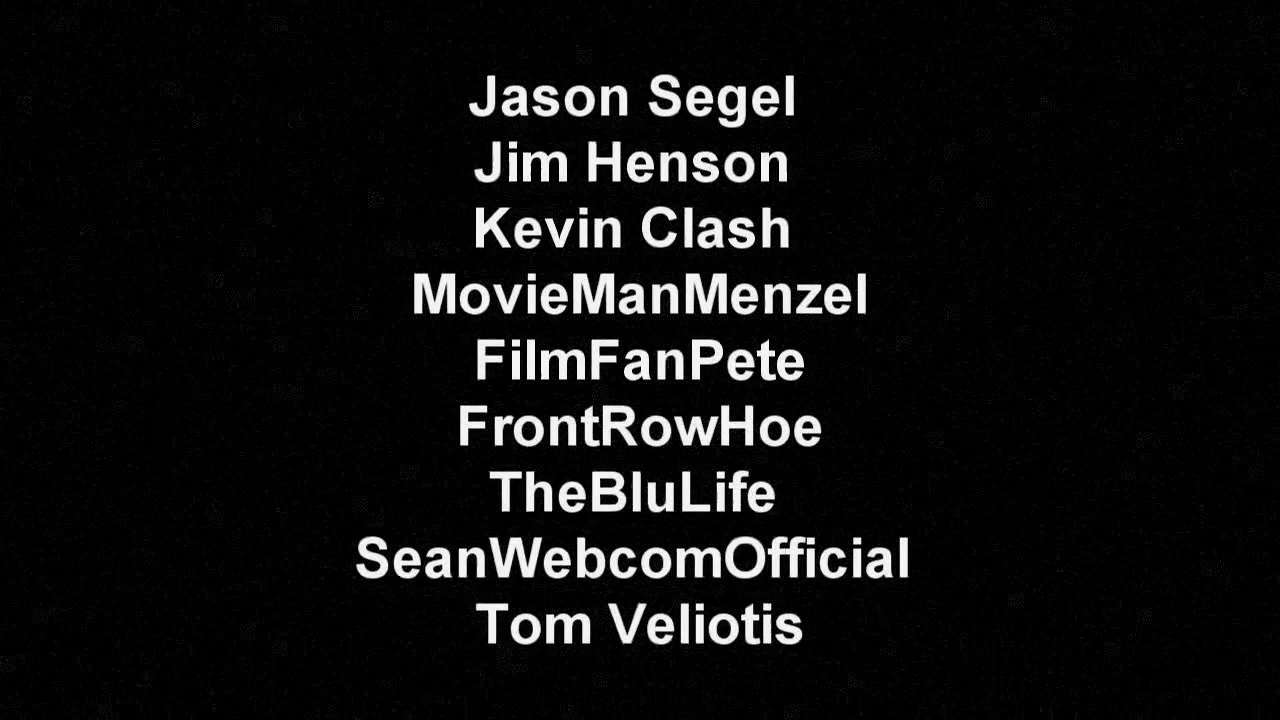 Jason Segel
Jim Henson
Kevin Clash
MovieManMenzel
FilmFanPete
FrontRowHoe
TheBluLife
SeanWebcomOfficial
Tom Veliotis